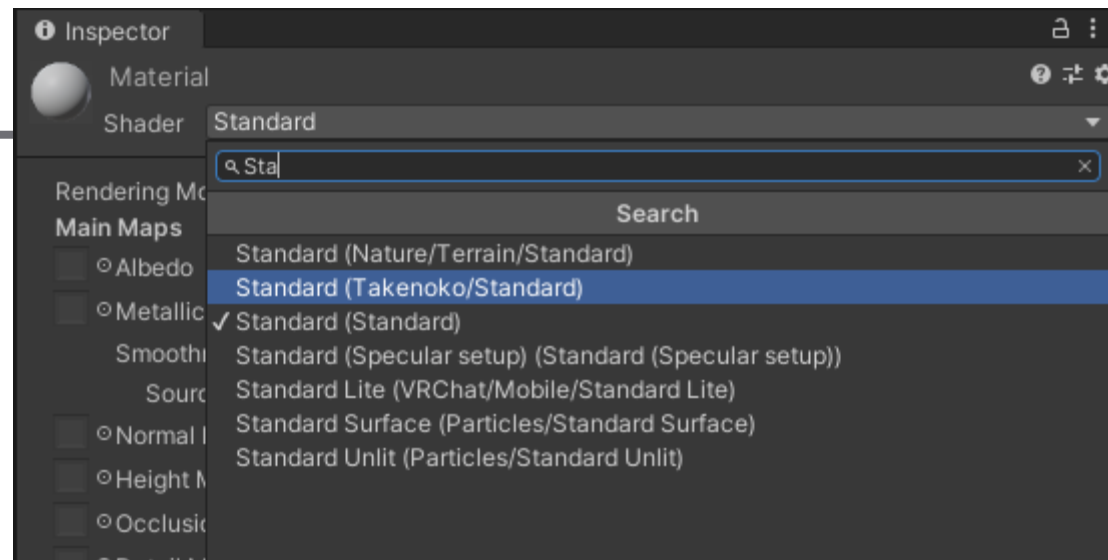 Inspector
Material
Shader Standard
Sta
Rendering Mo
Search
Main Maps
Standard (Nature/Terrain/Standard)
Albedo
Standard (Takenoko/Standard)
Metallic
Standard (Standard)
Smooth
Standard (Specular setup) (Standard (Specular setup))
Sourc
Standard Lite (VRChat/Mobile/Standard Lite)
Normal
Standard Surface (Particles/Standard Surface)
Standard Unlit (Particles/Standard Unlit)
Height
Occlusio